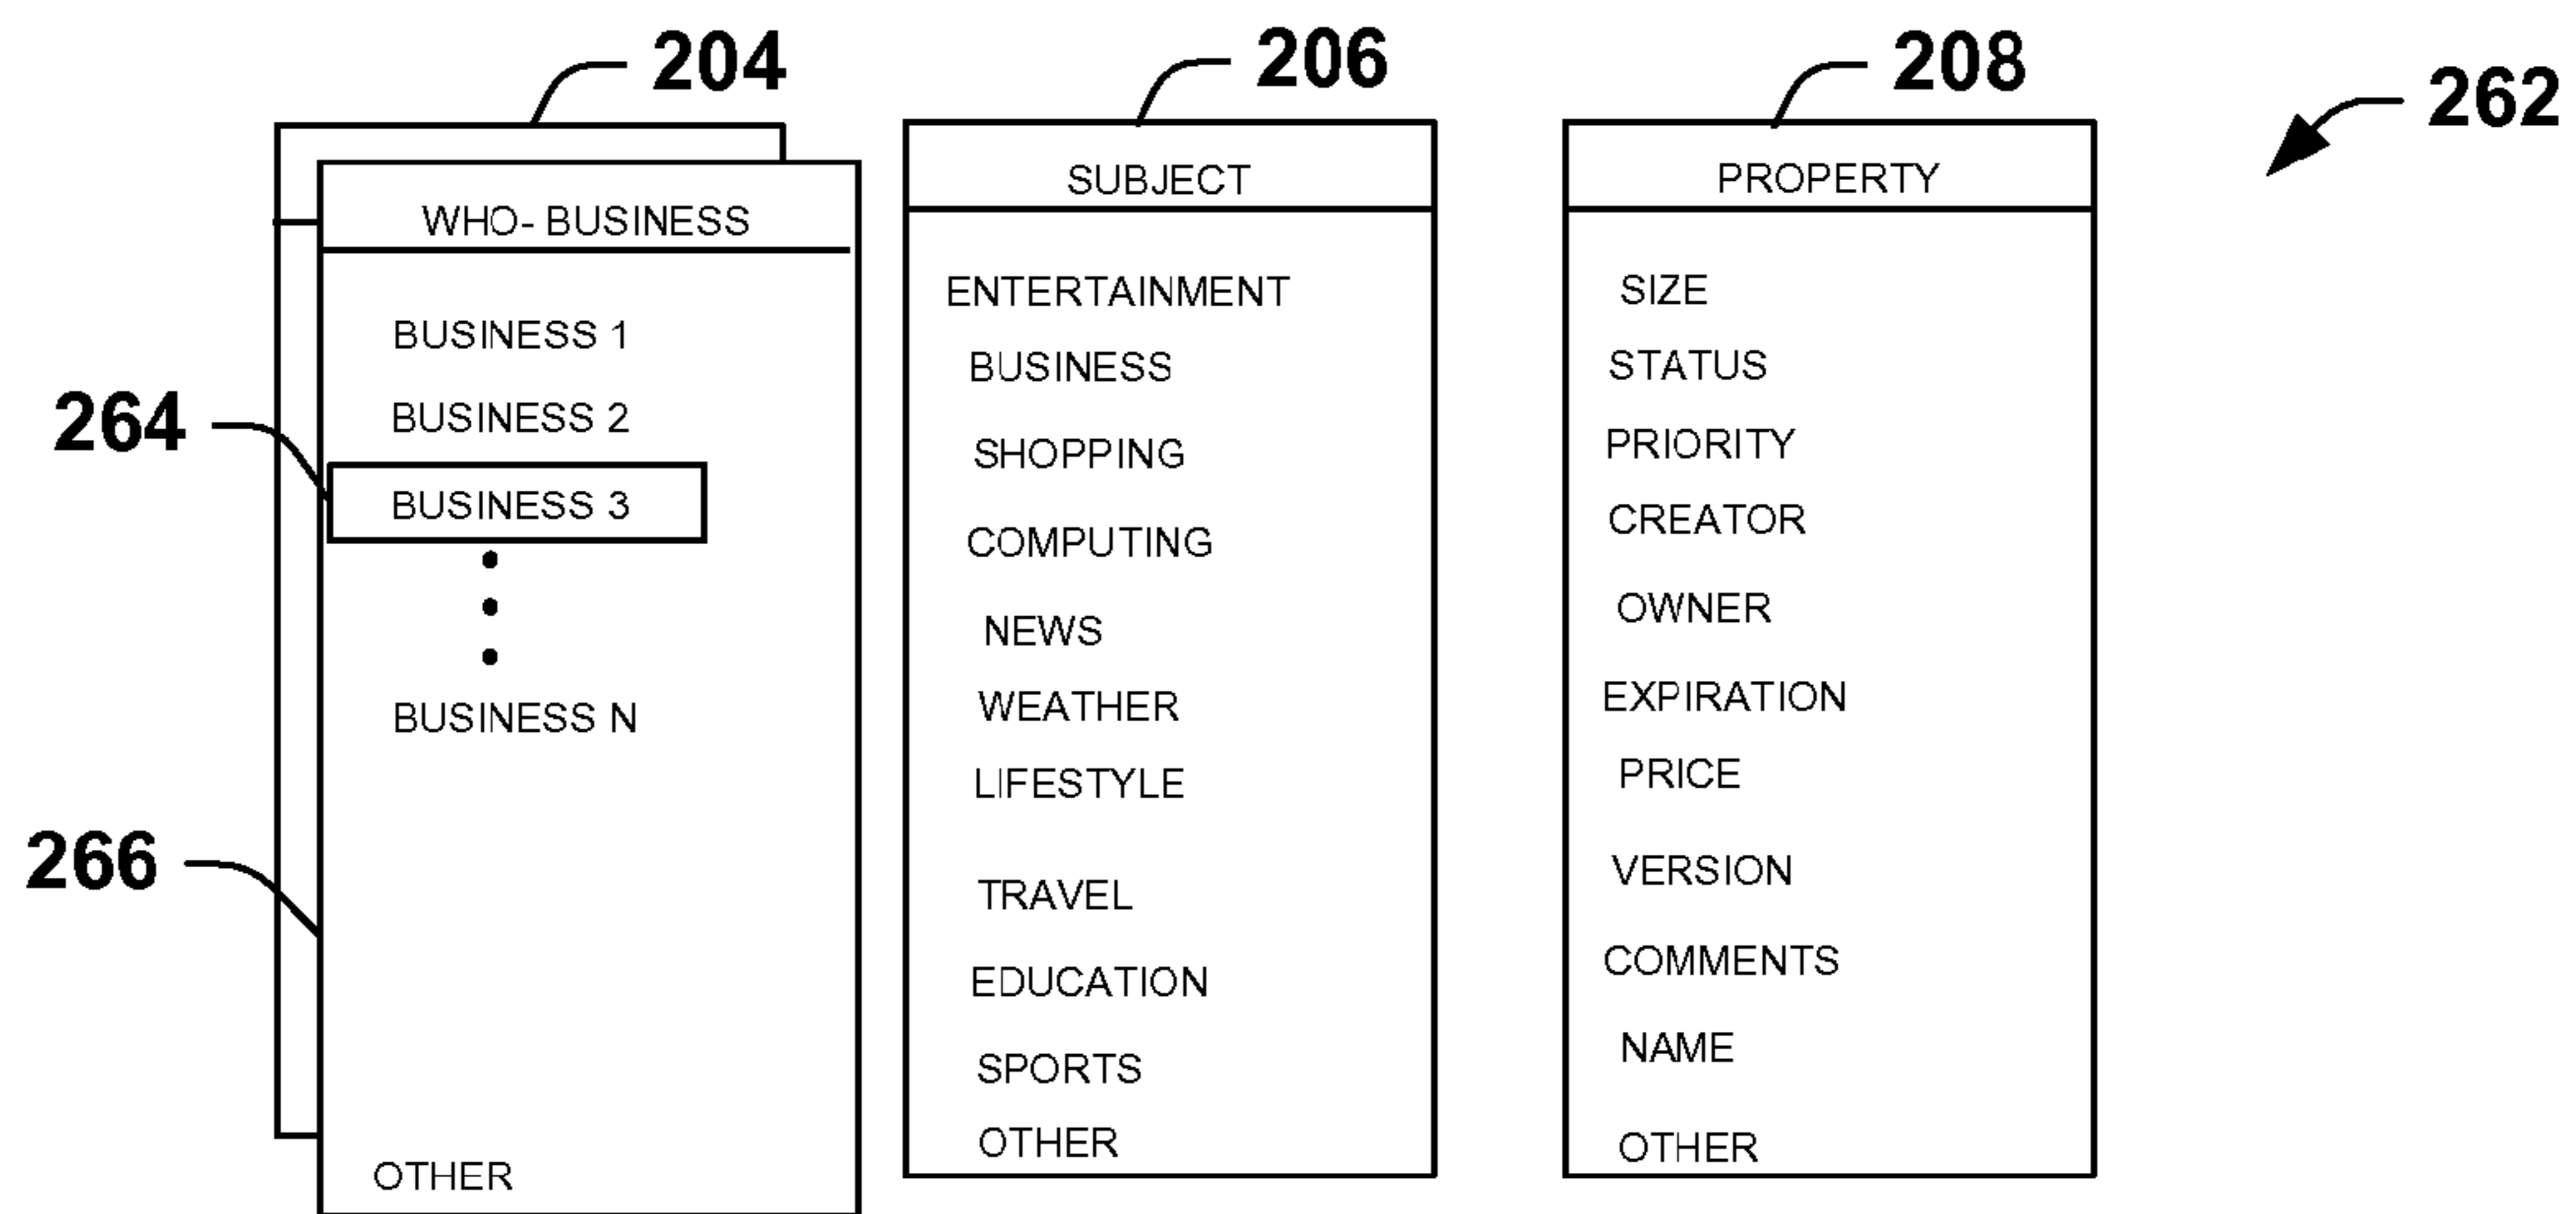 204
206
208
262
WHO- BUSINESS
BUSINESS 1
BUSINESS 2
264
BUSINESS 3
BUSINESS N
266
OTHER
SUBJECT
ENTERTAINMENT
BUSINESS
SHOPPING
COMPUTING
NEWS
WEATHER
LIFESTYLE
TRAVEL
EDUCATION
SPORTS
OTHER
PROPERTY
SIZE
STATUS
PRIORITY
CREATOR
OWNER
EXPIRATION
PRICE
VERSION
COMMENTS
NAME
OTHER